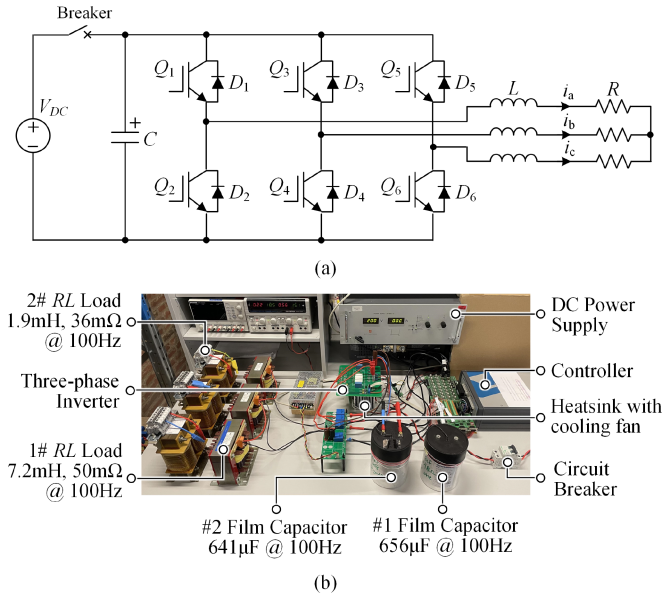 Breaker
Q1 D1 Q3 D3 Q5 D5
L ia R
VDC
ib
C
ic
Q2 D2 Q4 D4 Q6 D6
(a)
2# RL Load
1.9mH, 36mΩ
@ 100Hz
DC Power
Supply
Three-phase
Inverter
Controller
Heatsink with
cooling fan
1# RL Load
7.2mH, 50mΩ
@ 100Hz
Circuit
Breaker
#2 Film Capacitor
641μF @ 100Hz
#1 Film Capacitor
656μF @ 100Hz
(b)